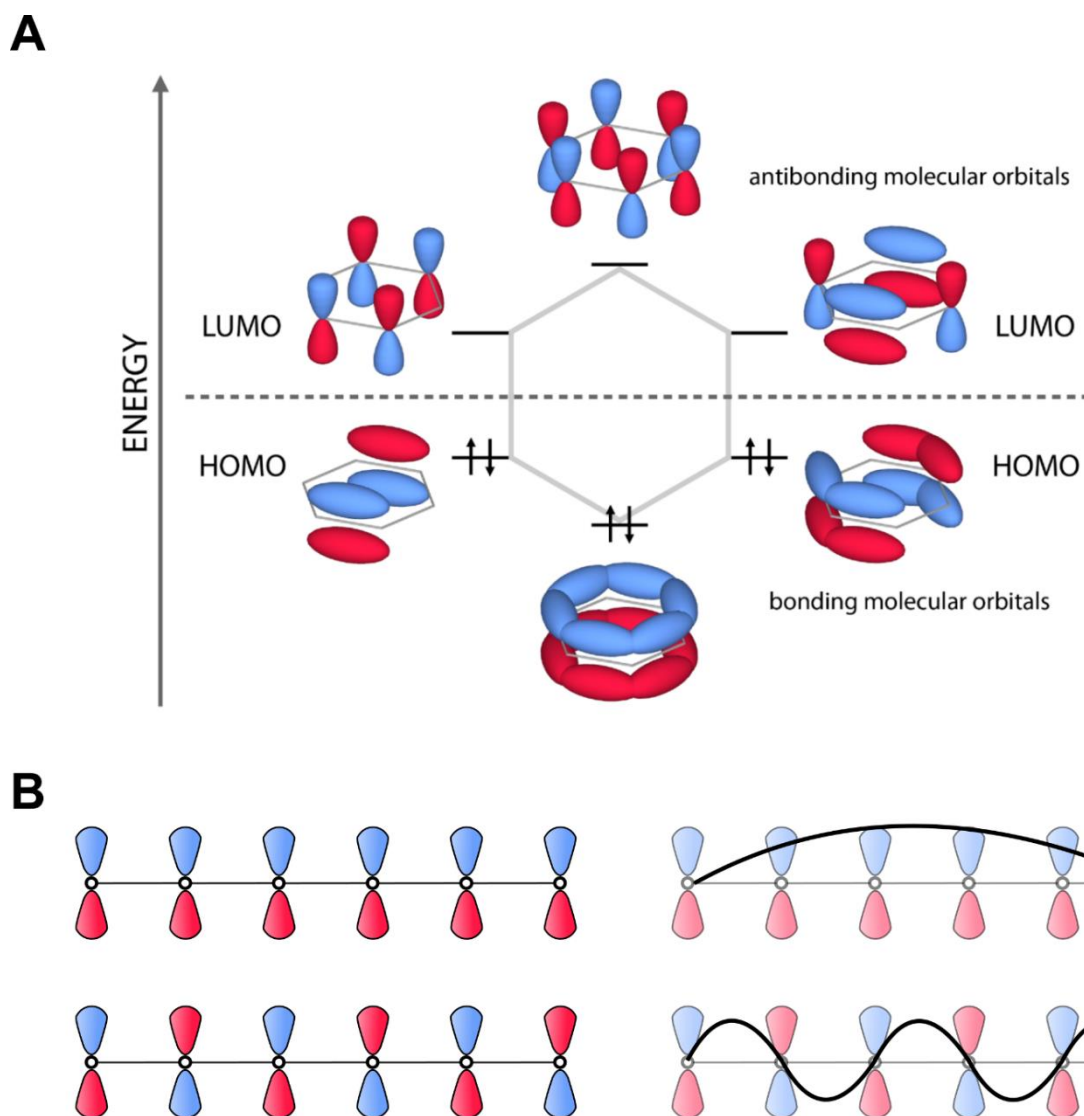 A
ENERGY
antibonding molecular orbitals
LUMO
LUMO
HOMO
HOMO
bonding molecular orbitals
B